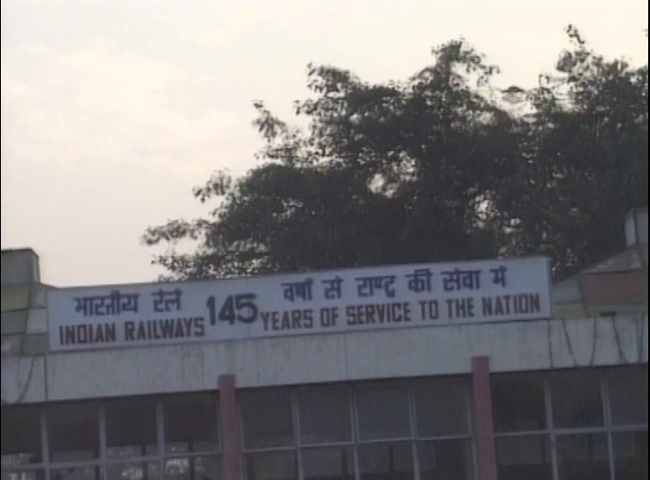 भारतीय रेलें 145 वर्षों से राष्ट्र की सेवा में
INDIAN RAILWAYS YEARS OF SERVICE TO THE NATION